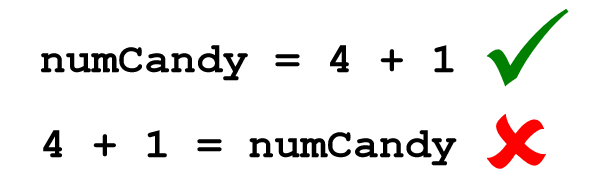 numCandy = 4 + 1
4 + 1 = numCandy